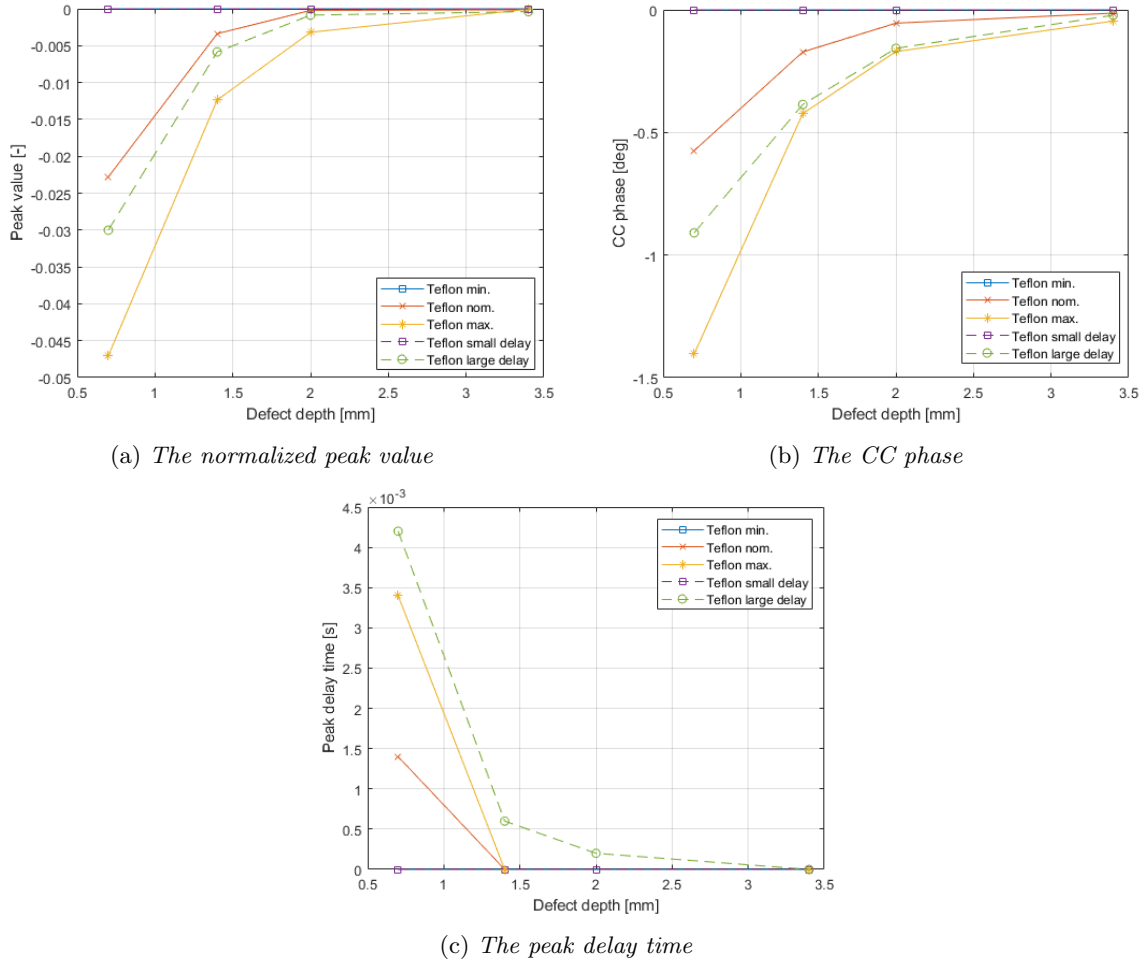 0
-0.005
-0.01
-0.015
-0.02
-0.025
-0.03
-0.035
-0.04
-0.045
-0.05
0.5 1 1.5 2 2.5 3 3.5
Peak value [-]
Defect depth [mm]
Teflon min.
Teflon nom.
Teflon max.
Teflon small delay
Teflon large delay
(a) The normalized peak value
0
-0.5
-1
-1.5
0.5 1 1.5 2 2.5 3 3.5
CC phase [deg]
Defect depth [mm]
Teflon min.
Teflon nom.
Teflon max.
Teflon small delay
Teflon large delay
(b) The CC phase
×10⁻³
4.5
4
3.5
3
2.5
2
1.5
1
0.5
0
0.5 1 1.5 2 2.5 3 3.5
Peak delay time [s]
Defect depth [mm]
Teflon min.
Teflon nom.
Teflon max.
Teflon small delay
Teflon large delay
(c) The peak delay time